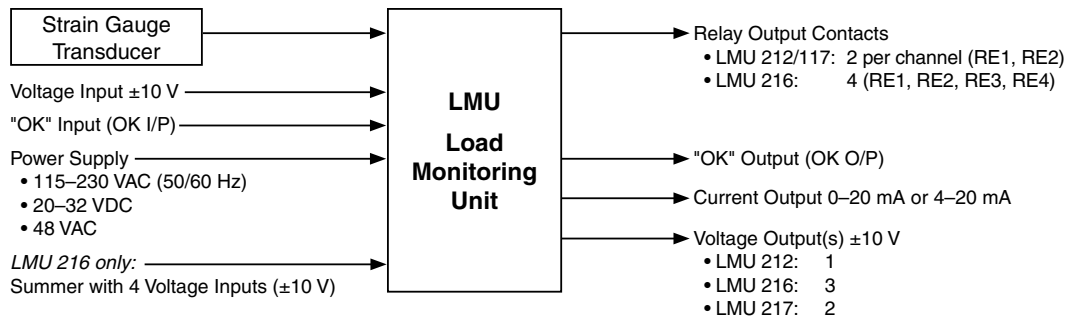 Strain Gauge
Transducer
Voltage Input ±10 V
"OK" Input (OK I/P)
Power Supply
• 115–230 VAC (50/60 Hz)
• 20–32 VDC
• 48 VAC
LMU 216 only:
Summer with 4 Voltage Inputs (±10 V)
LMU
Load
Monitoring
Unit
Relay Output Contacts
• LMU 212/117: 2 per channel (RE1, RE2)
• LMU 216: 4 (RE1, RE2, RE3, RE4)
"OK" Output (OK O/P)
Current Output 0–20 mA or 4–20 mA
Voltage Output(s) ±10 V
• LMU 212: 1
• LMU 216: 3
• LMU 217: 2